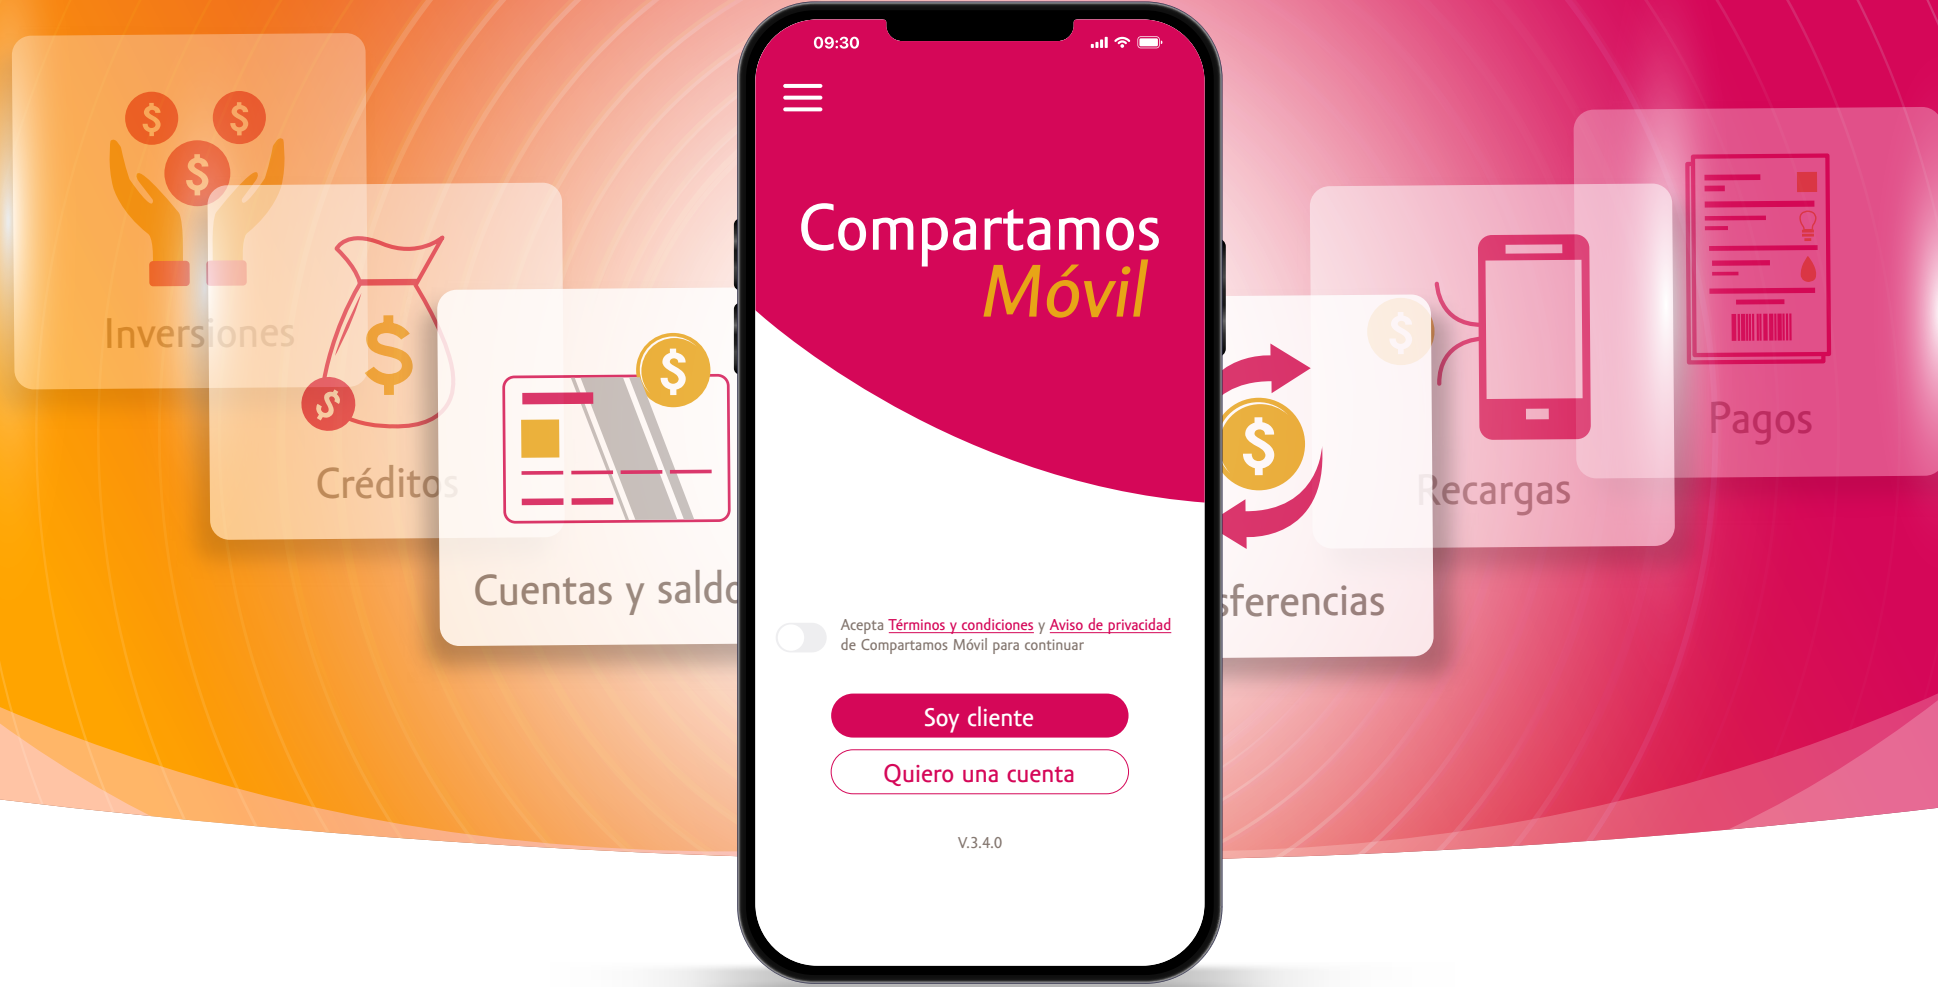 09:30
Compartamos
Móvil
Inversiones
Créditos
Cuentas y saldo
sferencias
Recargas
Pagos
Acepta Términos y condiciones y Aviso de privacidad
de Compartamos Móvil para continuar
Soy cliente
Quiero una cuenta
V.3.4.0